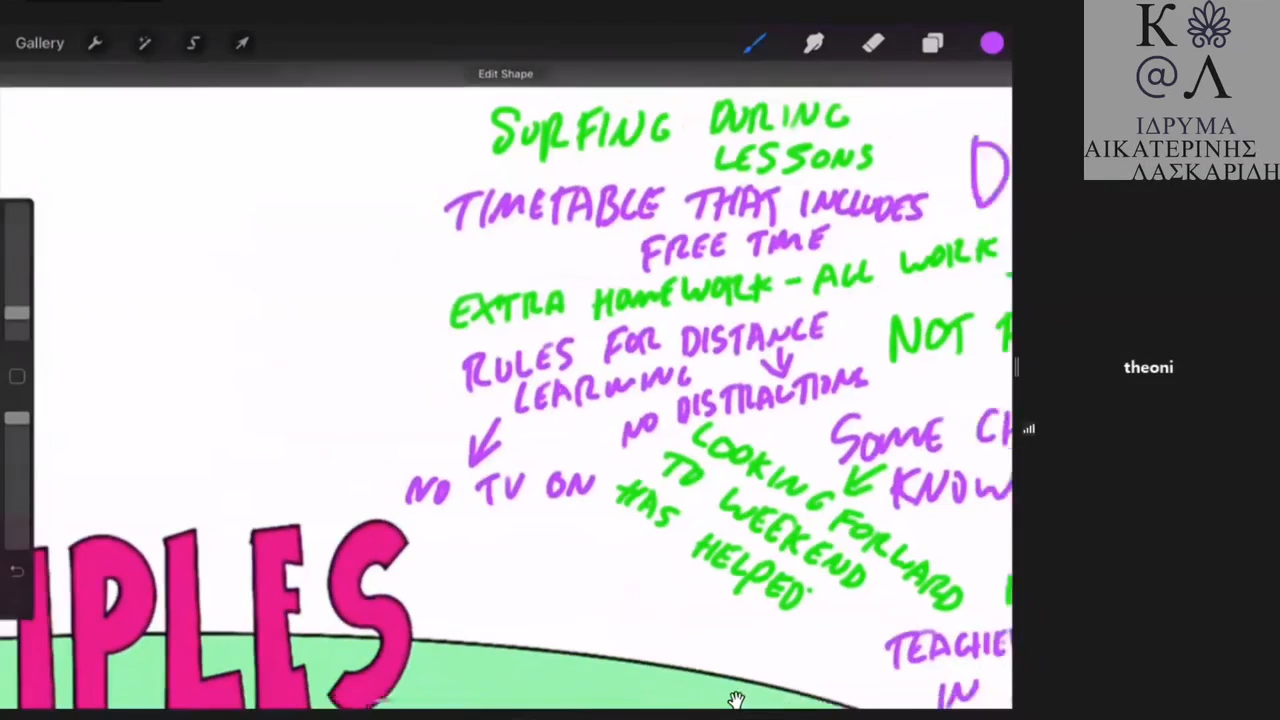 Gallery
Edit Shape
SURFING DURING
LESSONS
TIMETABLE THAT INCLUDES
FREE TIME
EXTRA HOMEWORK - ALL WORK
NOT
RULES FOR DISTANCE
LEARNING
NO DISTRACTIONS
NO TV ON
SOME
KNOW
LOOKING FORWARD
TO WEEKEND
HAS HELPED.
IPLES
TEACHE
IN
K
@Λ
ΙΔΡΥΜΑ
ΑΙΚΑΤΕΡΙΝΗΣ
ΛΑΣΚΑΡΙΔΗ
theoni